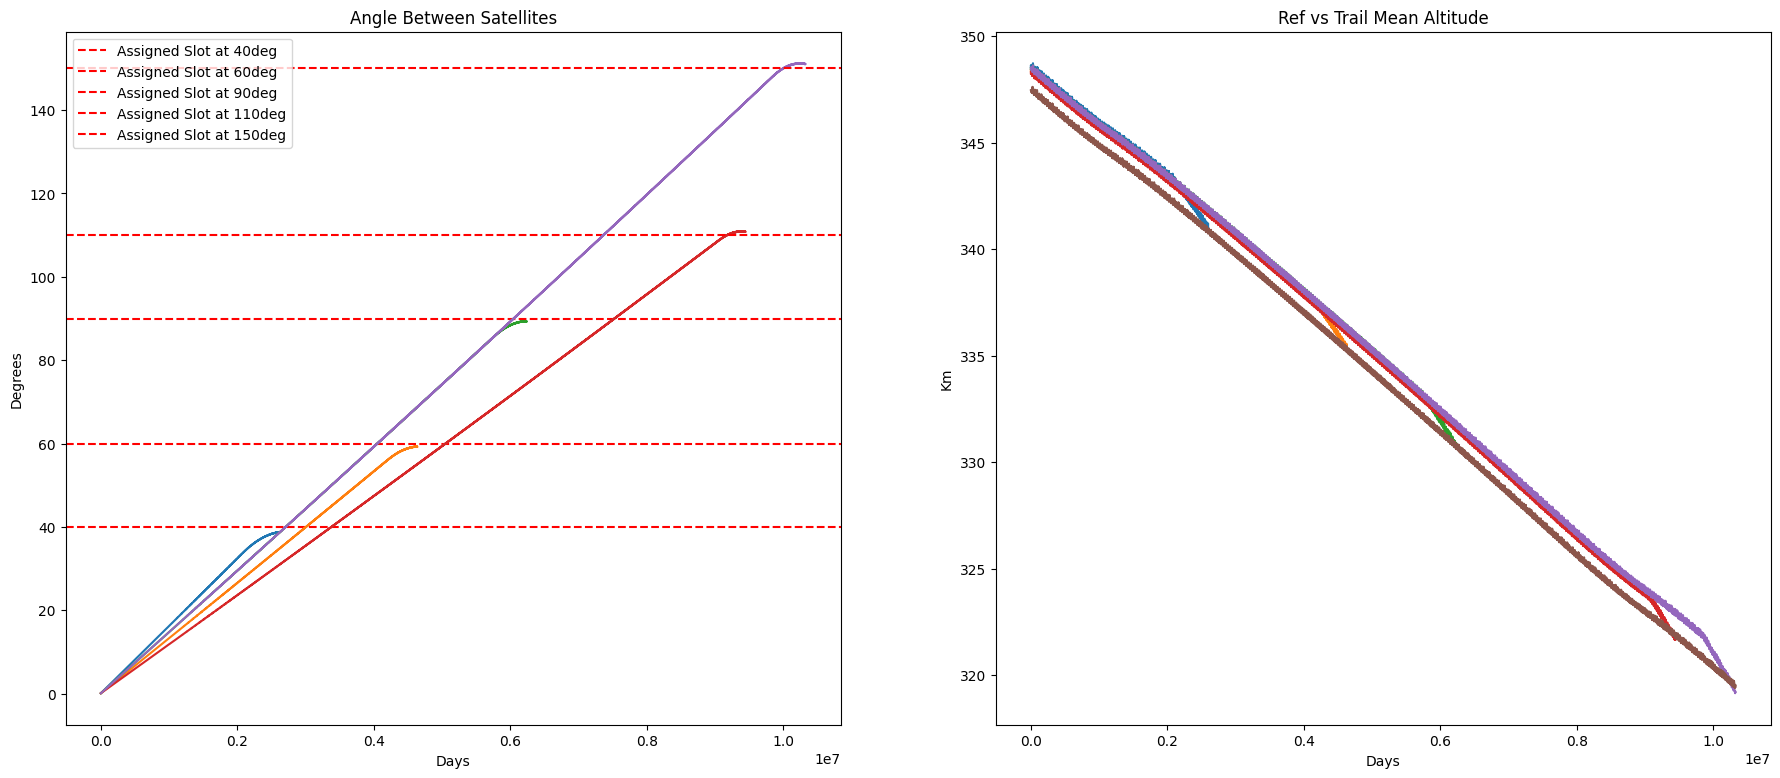 Angle Between Satellites
Assigned Slot at 40deg
Assigned Slot at 60deg
Assigned Slot at 90deg
Assigned Slot at 110deg
Assigned Slot at 150deg
140
120
100
80
60
40
20
0
Degrees
0.0 0.2 0.4 0.6 0.8 1.0
1e7
Days
Ref vs Trail Mean Altitude
350
345
340
335
330
325
320
Km
0.0 0.2 0.4 0.6 0.8 1.0
1e7
Days